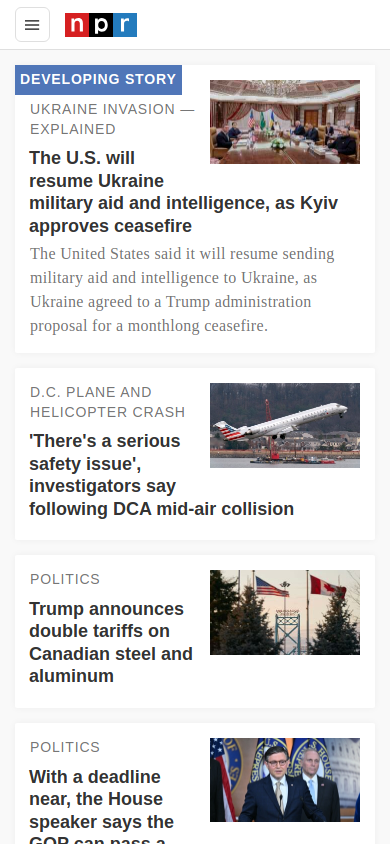 npr
DEVELOPING STORY
UKRAINE INVASION —
EXPLAINED
The U.S. will
resume Ukraine
military aid and intelligence, as Kyiv
approves ceasefire
The United States said it will resume sending
military aid and intelligence to Ukraine, as
Ukraine agreed to a Trump administration
proposal for a monthlong ceasefire.
D.C. PLANE AND
HELICOPTER CRASH
'There's a serious
safety issue',
investigators say
following DCA mid-air collision
POLITICS
Trump announces
double tariffs on
Canadian steel and
aluminum
POLITICS
With a deadline
near, the House
speaker says the
GOP can pass a